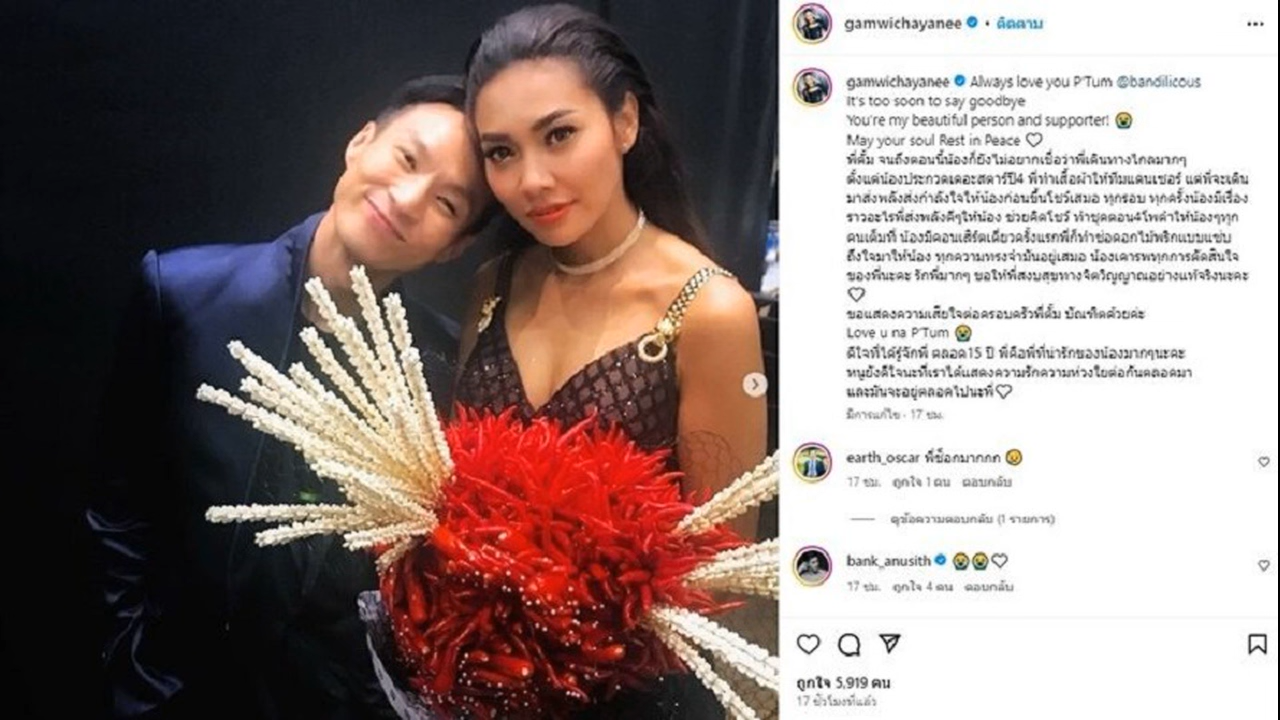 gamwichayanee • ติดตาม
gamwichayanee Always love you P'Tum @bandilicous
It's too soon to say goodbye
You're my beautiful person and supporter! 😭
May your soul Rest in Peace ♡
พี่ตั้ม จนถึงตอนนี้น้องก็ยังไม่อยากเชื่อว่าพี่เดินทางไกลมากๆ
ตั้งแต่น้องประกวดเดอะสตาร์ปี4 พี่ทำเสื้อผ้าให้ทีมแดนเซอร์ แต่พี่จะเดิน
มาส่งพลังส่งกำลังใจให้น้องก่อนขึ้นโชว์เสมอ ทุกรอบ ทุกครั้งน้องมีเรื่อง
ราวอะไรพี่ส่งพลังดีๆให้น้อง ช่วยคิดโชว์ ทำชุดตอน4โพดำให้น้องๆทุก
คนเต็มที่ น้องมีคอนเสิร์ตเดี่ยวครั้งแรกพี่ก็ทำช่อดอกไม้พริกแบบแซ่บ
ถึงใจมาให้น้อง ทุกความทรงจำมันอยู่เสมอ น้องเคารพทุกการตัดสินใจ
ของพี่นะคะ รักพี่มากๆ ขอให้พี่สงบสุขทางจิตวิญญาณอย่างแท้จริงนะคะ
♡
ขอแสดงความเสียใจต่อครอบครัวพี่ตั้ม บัณฑิตด้วยค่ะ
Love u na P'Tum 😭
ดีใจที่ได้รู้จักพี่ ตลอด15 ปี พี่คือพี่ที่น่ารักของน้องมากๆนะคะ
หนูยังดีใจนะที่เราได้แสดงความรักความห่วงใยต่อกันตลอดมา
และมันจะอยู่ตลอดไปนะพี่♡
มีการแก้ไข · 17 ชม.
earth_oscar พี่ช็อกมากกก 😢
17 ชม. ถูกใจ 1 คน ตอบกลับ
ดูข้อความตอบกลับ (1 รายการ)
bank_anusith 😭😭♡
17 ชม. ถูกใจ 4 คน ตอบกลับ
ถูกใจ 5,919 คน
17 ชั่วโมงที่แล้ว